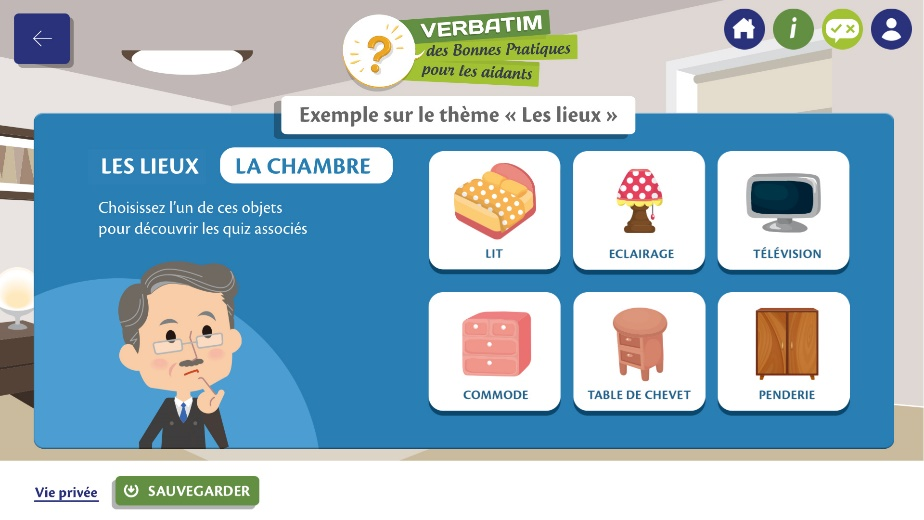 VERBATIM
des Bonnes Pratiques
pour les aidants
Exemple sur le thème « Les lieux »
LES LIEUX
LA CHAMBRE
Choisissez l'un de ces objets
pour découvrir les quiz associés
LIT
ECLAIRAGE
TÉLÉVISION
COMMODE
TABLE DE CHEVET
PENDERIE
Vie privée
SAUVEGARDER